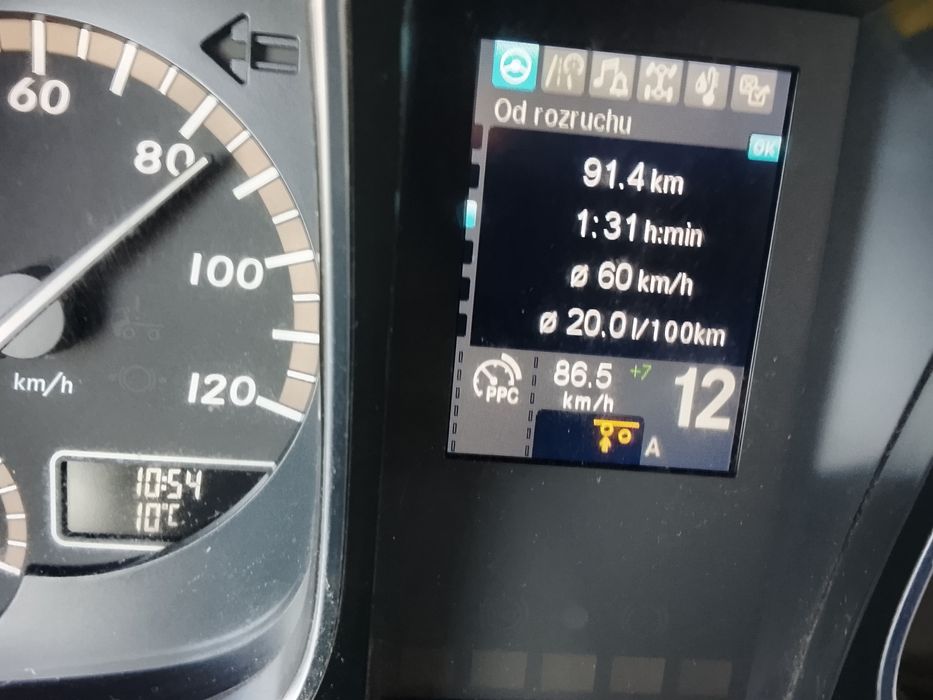 60
80
100
120
km/h
10:54
10°C
Od rozruchu
OK
91.4 km
1:31 h:min
ø 60 km/h
ø 20.0 l/100km
PPC
86.5 +7
km/h
12
A